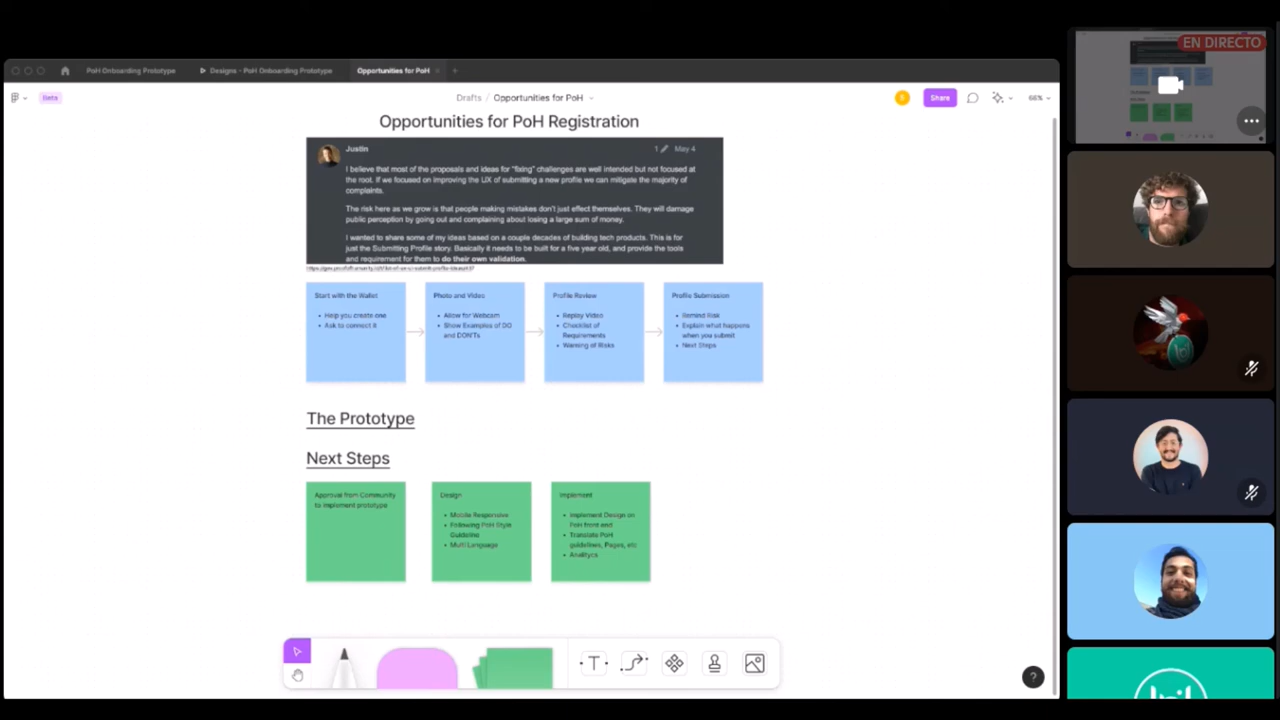 EN DIRECTO
PoH Onboarding Prototype
Designs - PoH Onboarding Prototype
Opportunities for PoH
Beta
Drafts / Opportunities for PoH
S
Share
66%
Opportunities for PoH Registration
Justin
1
May 4
I believe that most of the proposals and ideas for "fixing" challenges are well intended but not focused at
the root. If we focused on improving the UX of submitting a new profile we can mitigate the majority of
complaints.
The risk here as we grow is that people making mistakes don't just effect themselves. They will damage
public perception by going out and complaining about losing a large sum of money.
I wanted to share some of my ideas based on a couple decades of building tech products. This is for
just the Submitting Profile story. Basically it needs to be built for a five year old, and provide the tools
and requirement for them to do their own validation.
Start with the Wallet
• Help you create one
• Ask to connect it
Photo and Video
• Allow for Webcam
• Show Examples of DO
and DON'Ts
Profile Review
• Replay Video
• Checklist of
Requirements
• Warning of Risks
Profile Submission
• Remind Risk
• Explain what happens
when you submit
• Next Steps
The Prototype
Next Steps
Approval from Community
to implement prototype
Design
• Mobile Responsive
• Following PoH Style
Guideline
• Multi Language
Implement
• Implement Design on
PoH front end
• Translate PoH
guidelines, Pages, etc
• Analitycs
T
?